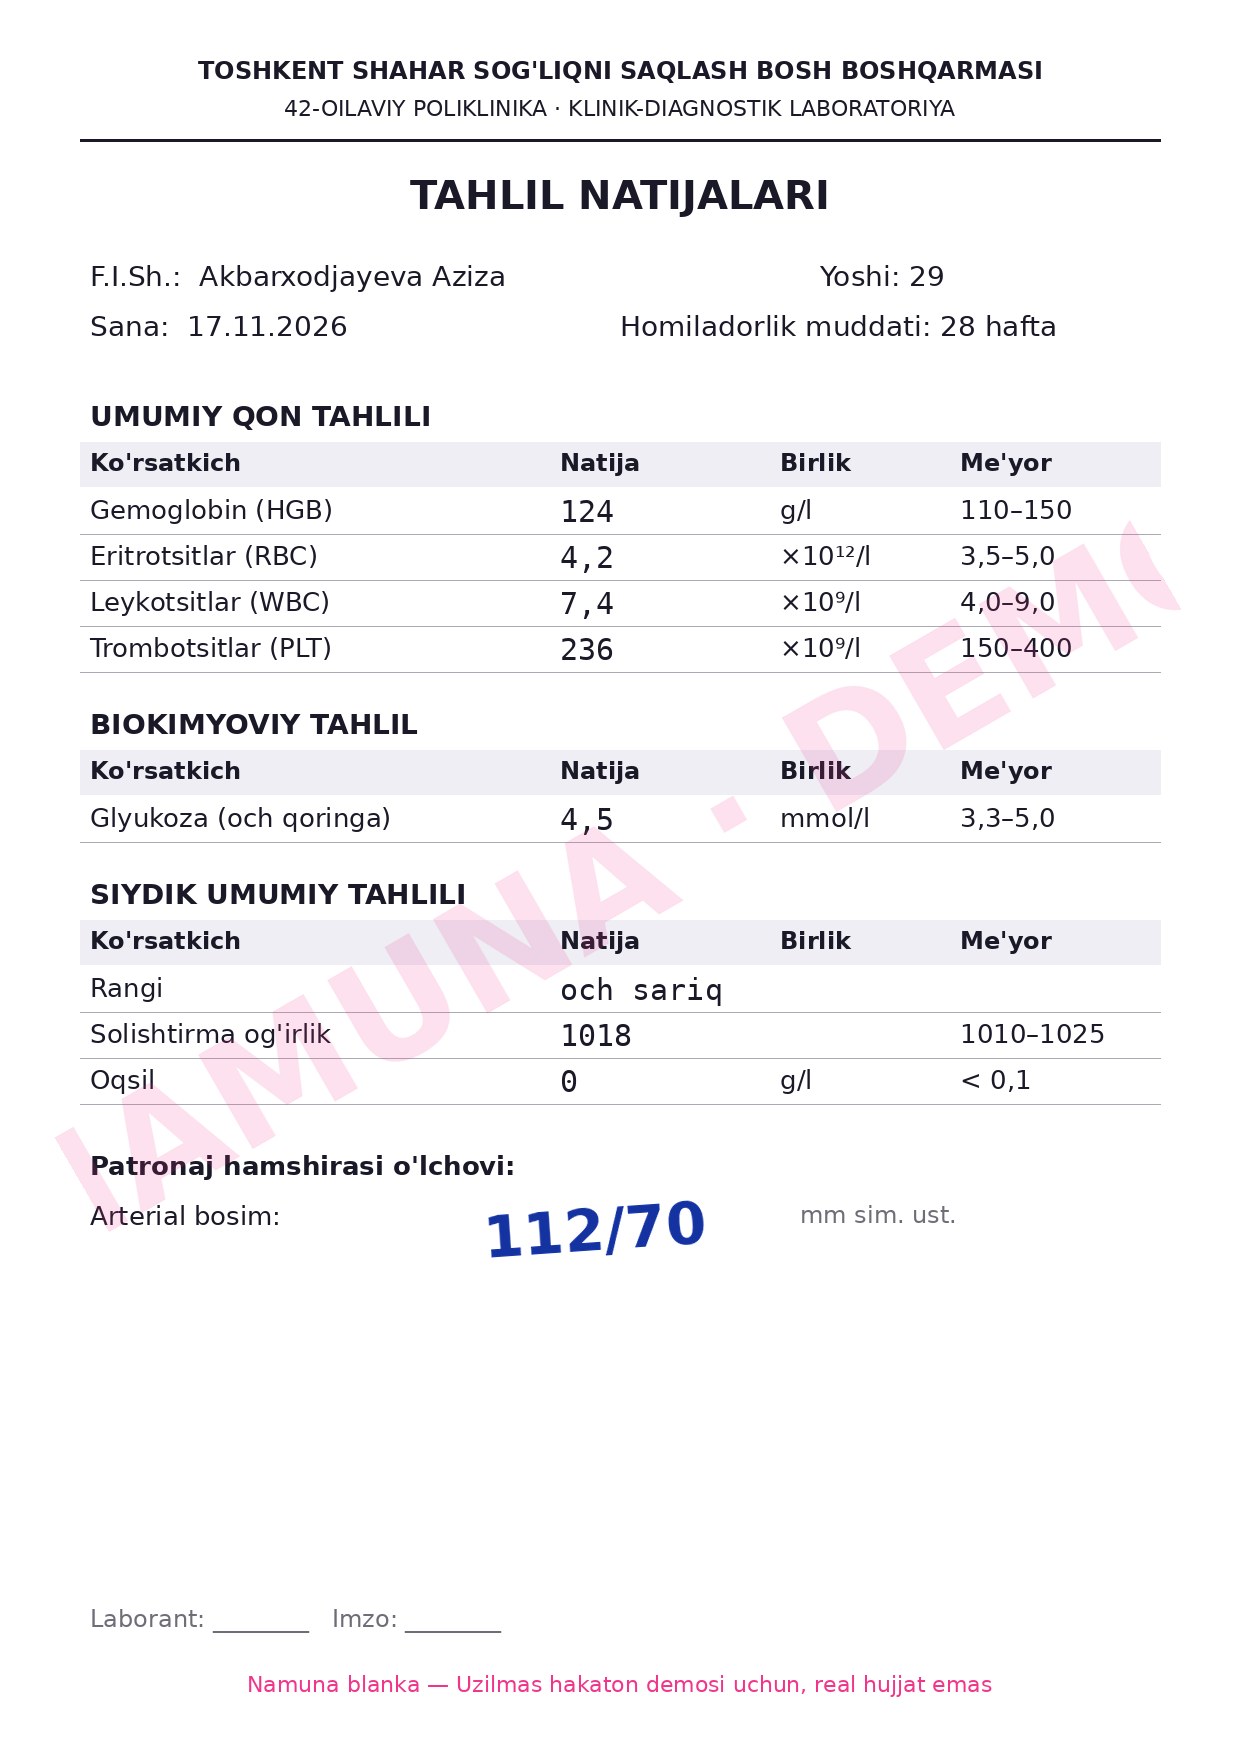 TOSHKENT SHAHAR SOG'LIQNI SAQLASH BOSH BOSHQARMASI
42-OILAVIY POLIKLINIKA · KLINIK-DIAGNOSTIK LABORATORIYA
TAHLIL NATIJALARI
F.I.Sh.: Akbarxodjayeva Aziza Yoshi: 29
Sana: 17.11.2026 Homiladorlik muddati: 28 hafta
UMUMIY QON TAHLILI
Ko'rsatkich Natija Birlik Me'yor
Gemoglobin (HGB) 124 g/l 110–150
Eritrotsitlar (RBC) 4,2 ×10¹²/l 3,5–5,0
Leykotsitlar (WBC) 7,4 ×10⁹/l 4,0–9,0
Trombotsitlar (PLT) 236 ×10⁹/l 150–400
BIOKIMYOVIY TAHLIL
Ko'rsatkich Natija Birlik Me'yor
Glyukoza (och qoringa) 4,5 mmol/l 3,3–5,0
SIYDIK UMUMIY TAHLILI
Ko'rsatkich Natija Birlik Me'yor
Rangi och sariq
Solishtirma og'irlik 1018 1010–1025
Oqsil 0 g/l < 0,1
Patronaj hamshirasi o'lchovi:
Arterial bosim: 112/70 mm sim. ust.
Laborant: ________ Imzo: ________
Namuna blanka — Uzilmas hakaton demosi uchun, real hujjat emas
AMUNA · DEM